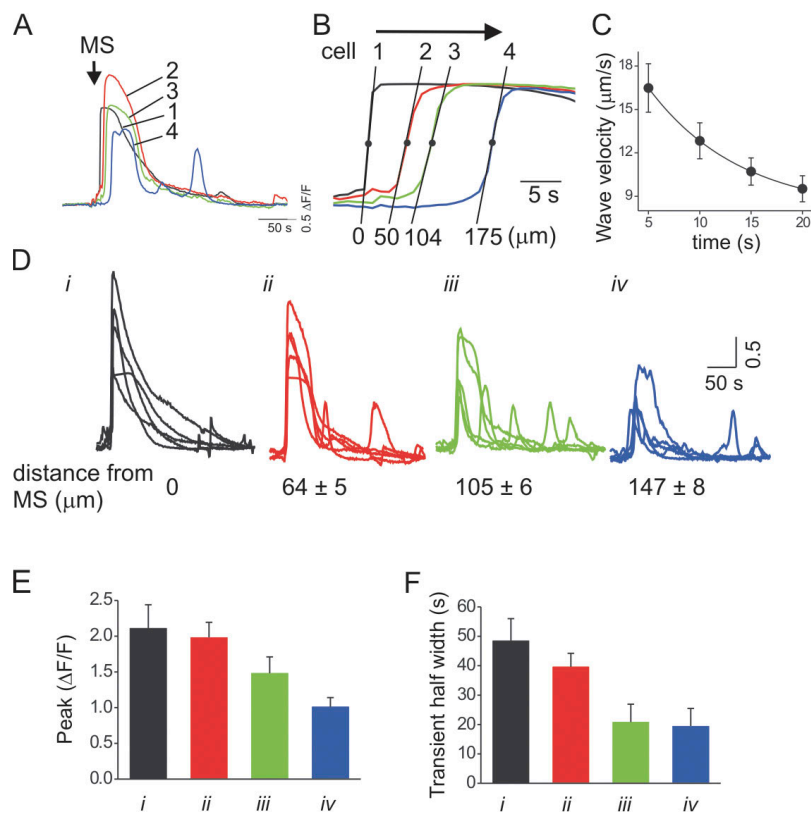 A
MS
2
3
1
4
50 s
0.5 ΔF/F
B
cell 1 2 3 4
5 s
0 50 104 175 (μm)
C
Wave velocity (μm/s)
18
15
12
9
5 10 15 20
time (s)
D
i ii iii iv
50 s
0.5
distance from
MS (μm) 0 64 ± 5 105 ± 6 147 ± 8
E
Peak (ΔF/F)
2.5
2.0
1.5
1.0
0.5
0.0
i ii iii iv
F
Transient half width (s)
60
50
40
30
20
10
0
i ii iii iv